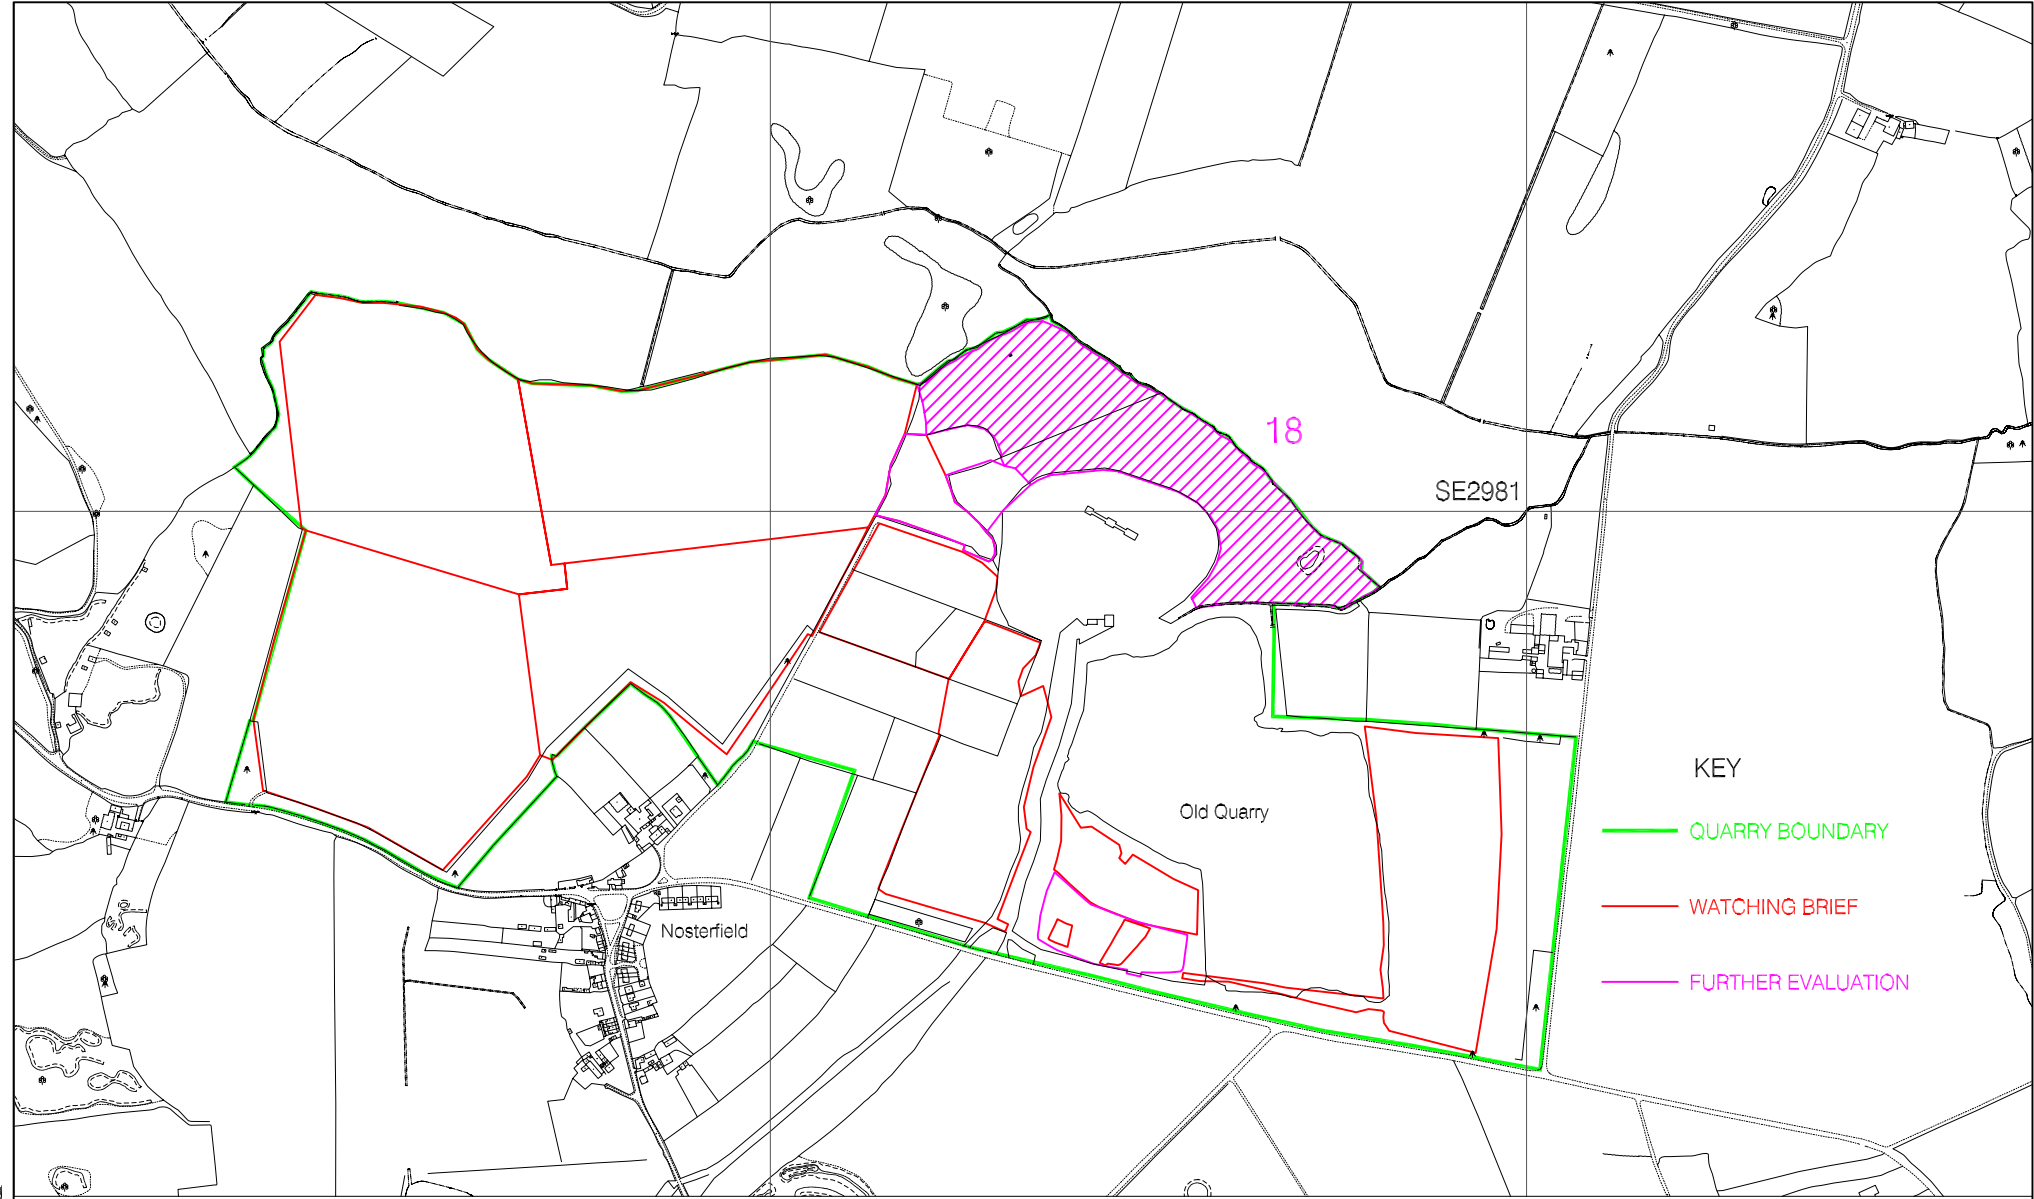 18
SE2981
KEY
Old Quarry
QUARRY BOUNDARY
WATCHING BRIEF
Nosterfield
FURTHER EVALUATION